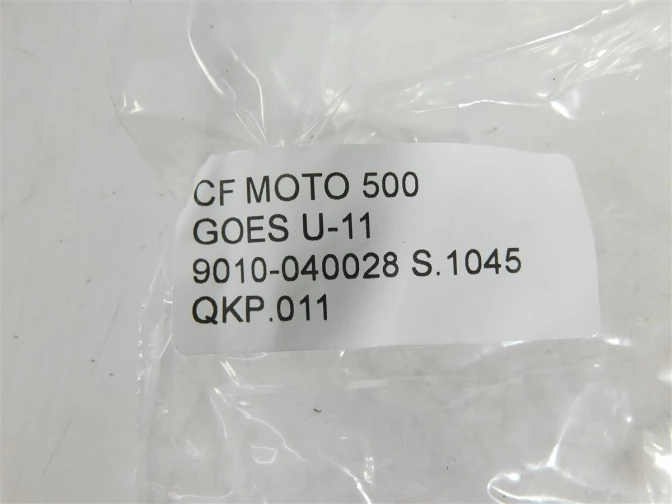 CF MOTO 500
GOES U-11
9010-040028 S.1045
QKP.011